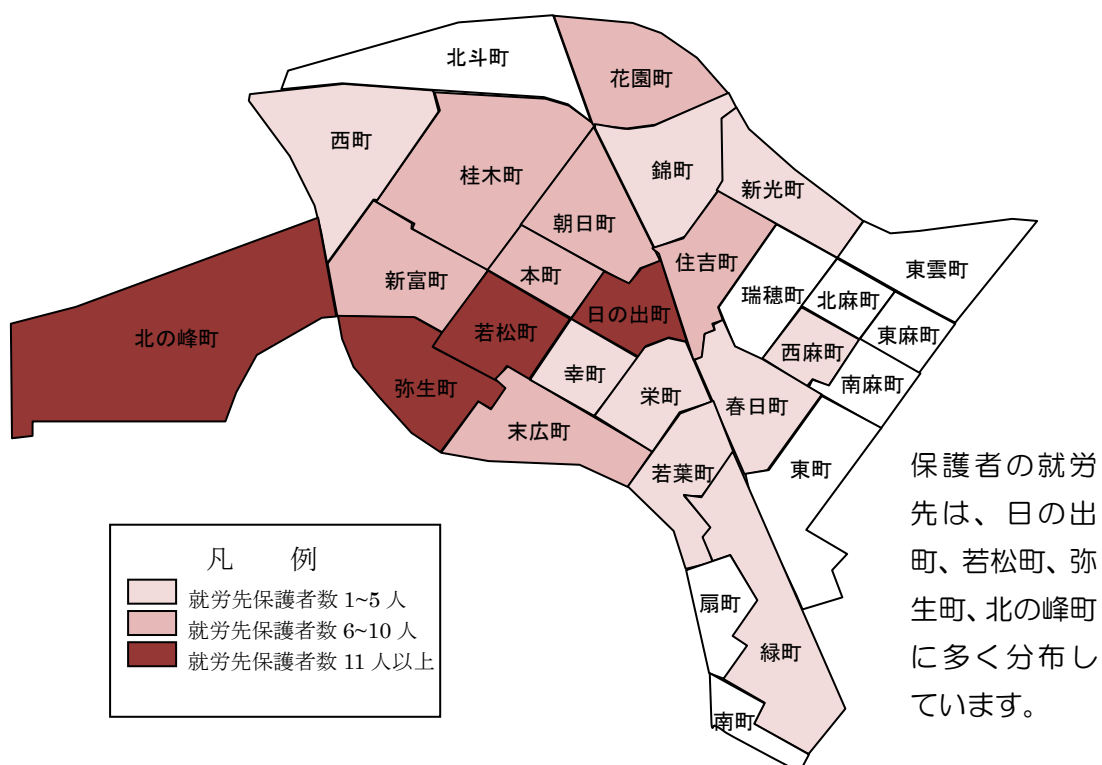 北斗町
花園町
西町
錦町
桂木町
新光町
朝日町
住吉町
東雲町
新富町
本町
瑞穂町
北麻町
日の出町
東麻町
北の峰町
若松町
西麻町
幸町
南麻町
弥生町
栄町
春日町
末広町
若葉町
東町
扇町
緑町
南町
保護者の就労
先は、日の出
町、若松町、弥
生町、北の峰町
に多く分布し
ています。
凡 例
就労先保護者数 1~5 人
就労先保護者数 6~10 人
就労先保護者数 11 人以上